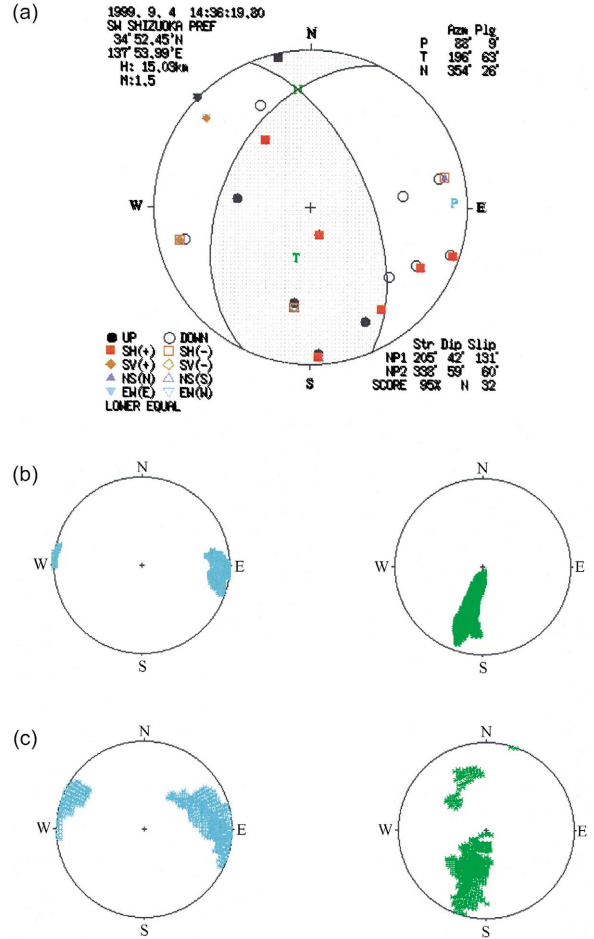 (a)
1999. 9. 4 14:36:19.80
SW SHIZUOKA PREF
34° 52.45'N
137° 53.99'E
H: 15.03km
M:1.5
Azm Plg
P 88° 9°
T 196° 63°
N 354° 26°
N
N
W
E
P
T
S
UP DOWN
SH(+) SH(-)
SV(+) SV(-)
NS(N) NS(S)
EW(E) EW(W)
LOWER EQUAL
Str Dip Slip
NP1 205° 42° 131°
NP2 338° 59° 60°
SCORE 95% N 32
(b)
N N
W E W E
S S
(c)
N N
W E W E
S S